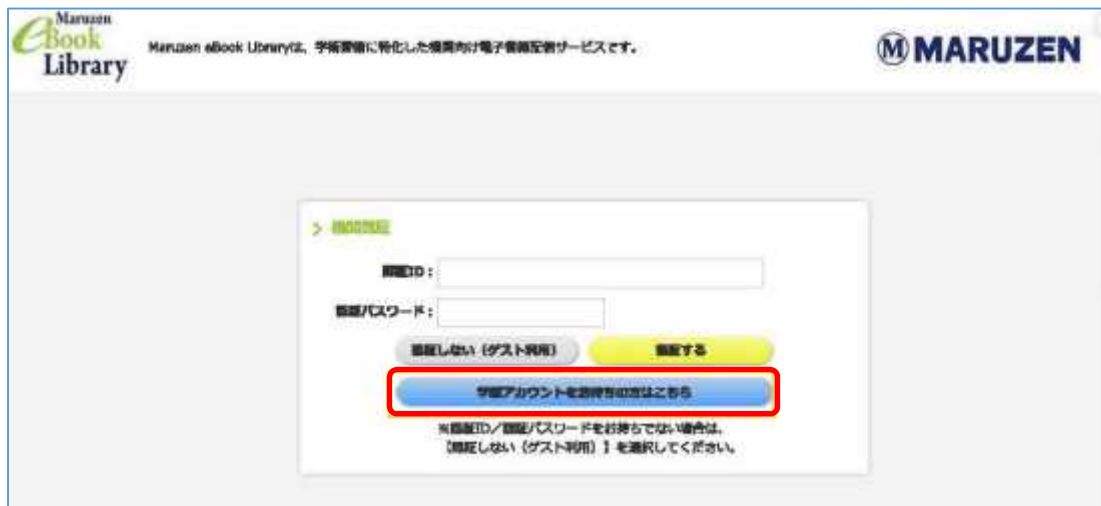 Maruzen
eBook
Library
Maruzen eBook Libraryは、学術書籍に特化した機関向け電子書籍配信サービスです。
MARUZEN
認証ID：
認証パスワード：
認証しない（ゲスト利用）
認証する
学認アカウントをお持ちの方はこちら
※認証ID／認証パスワードをお持ちでない場合は、
【認証しない（ゲスト利用）】を選択してください。